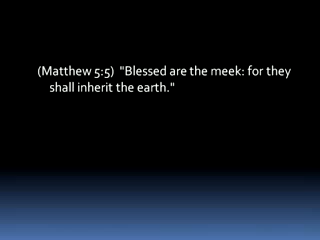 (Matthew 5:5)  "Blessed are the meek: for they
shall inherit the earth."